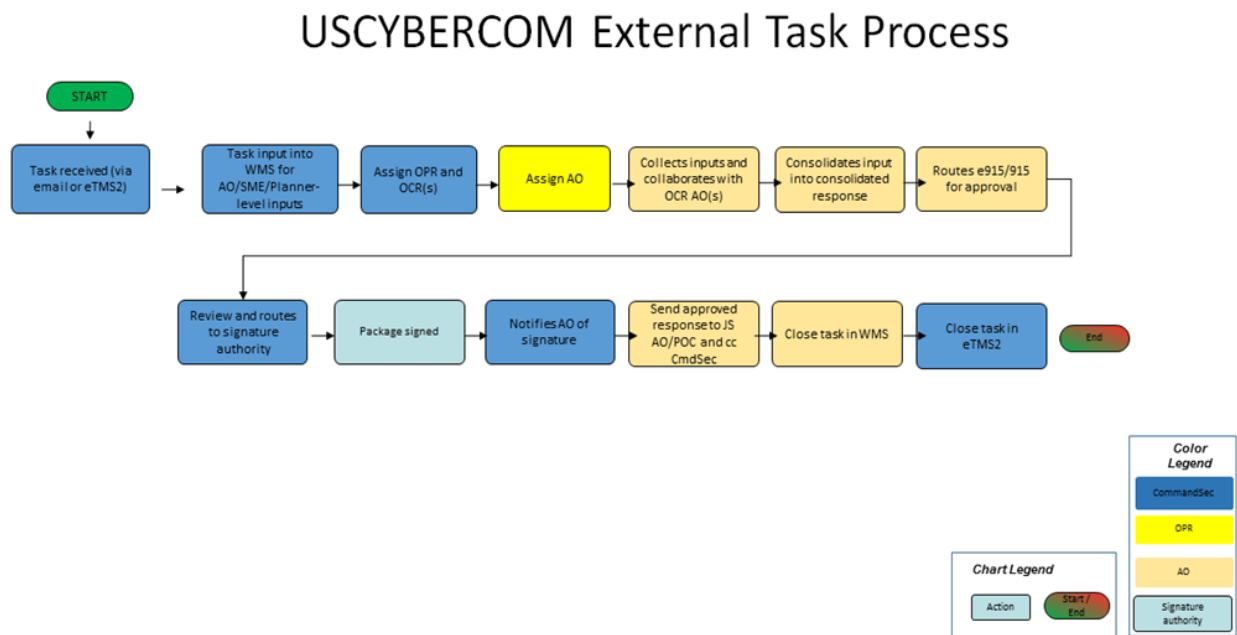 USCYBERCOM External Task Process
START
Task received (via
email or eTMS2)
Task input into
WMS for
AO/SME/Planner-
level inputs
Assign OPR and
OCR(s)
Assign AO
Collects inputs and
collaborates with
OCR AO(s)
Consolidates input
into consolidated
response
Routes e915/915
for approval
Review and routes
to signature
authority
Package signed
Notifies AO of
signature
Send approved
response to JS
AO/POC and cc
CmdSec
Close task in WMS
Close task in
eTMS2
End
Chart Legend
Action
Start /
End
Color
Legend
CommandSec
OPR
AO
Signature
authority